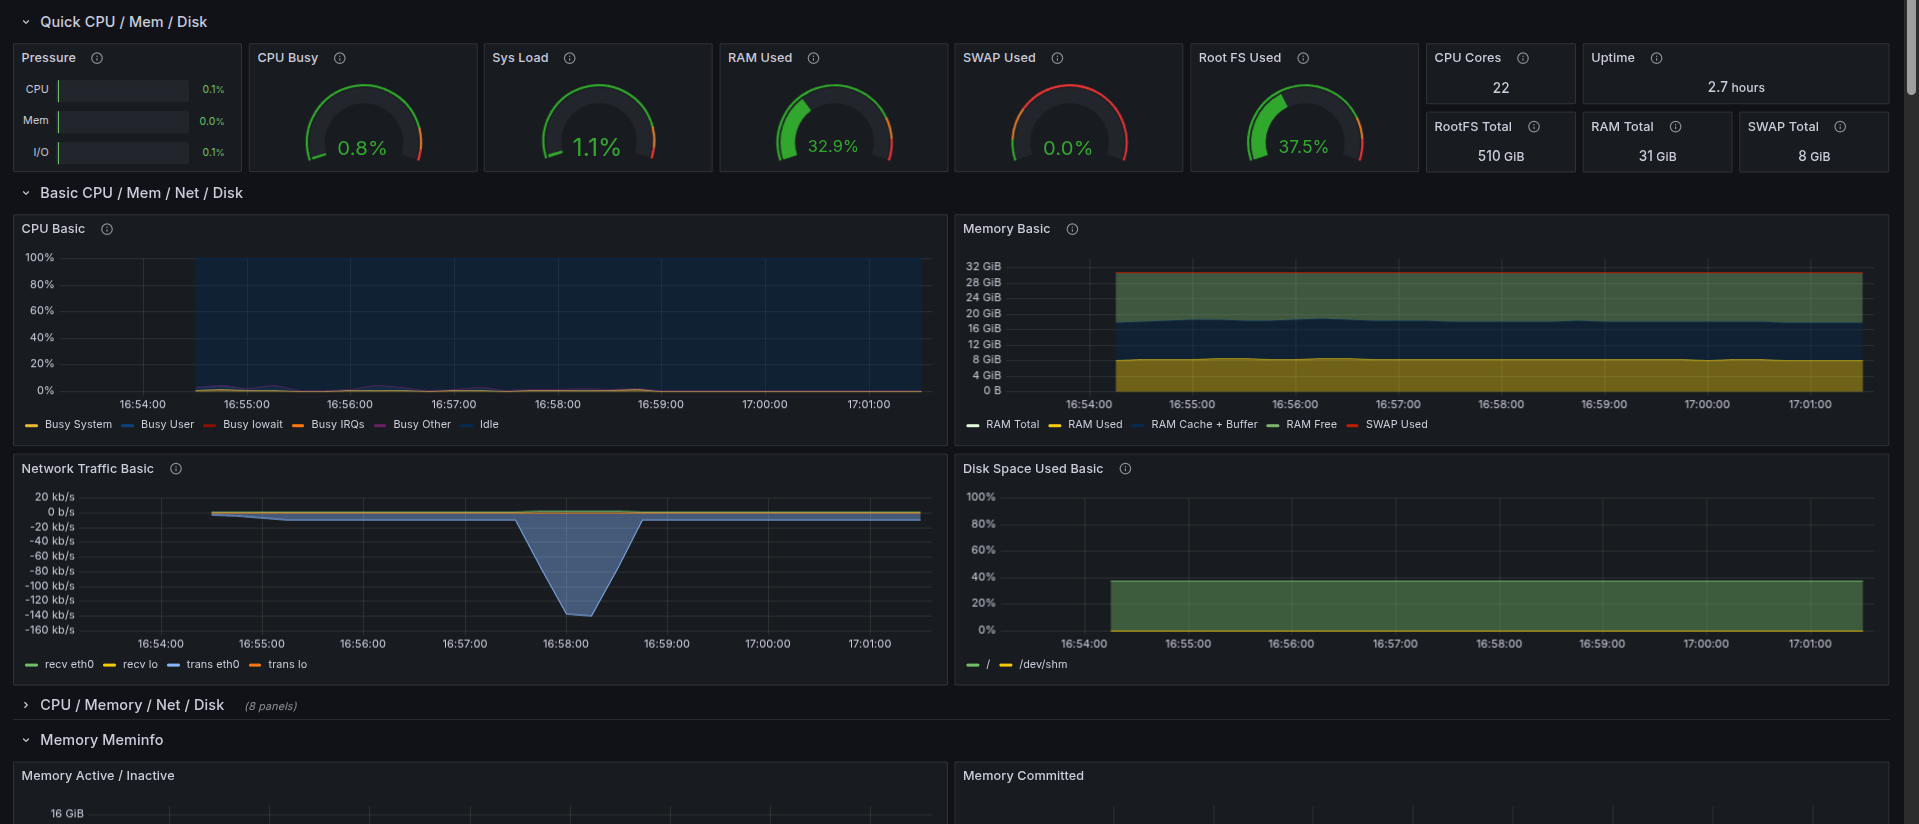 Quick CPU / Mem / Disk
Pressure
CPU 0.1%
Mem 0.0%
I/O 0.1%
CPU Busy
0.8%
Sys Load
1.1%
RAM Used
32.9%
SWAP Used
0.0%
Root FS Used
37.5%
CPU Cores
22
Uptime
2.7 hours
RootFS Total
510 GiB
RAM Total
31 GiB
SWAP Total
8 GiB
Basic CPU / Mem / Net / Disk
CPU Basic
100%
80%
60%
40%
20%
0%
16:54:00 16:55:00 16:56:00 16:57:00 16:58:00 16:59:00 17:00:00 17:01:00
Busy System Busy User Busy Iowait Busy IRQs Busy Other Idle
Memory Basic
32 GiB
28 GiB
24 GiB
20 GiB
16 GiB
12 GiB
8 GiB
4 GiB
0 B
16:54:00 16:55:00 16:56:00 16:57:00 16:58:00 16:59:00 17:00:00 17:01:00
RAM Total RAM Used RAM Cache + Buffer RAM Free SWAP Used
Network Traffic Basic
20 kb/s
0 b/s
-20 kb/s
-40 kb/s
-60 kb/s
-80 kb/s
-100 kb/s
-120 kb/s
-140 kb/s
-160 kb/s
16:54:00 16:55:00 16:56:00 16:57:00 16:58:00 16:59:00 17:00:00 17:01:00
recv eth0 recv lo trans eth0 trans lo
Disk Space Used Basic
100%
80%
60%
40%
20%
0%
16:54:00 16:55:00 16:56:00 16:57:00 16:58:00 16:59:00 17:00:00 17:01:00
/ /dev/shm
CPU / Memory / Net / Disk (8 panels)
Memory Meminfo
Memory Active / Inactive
16 GiB
Memory Committed